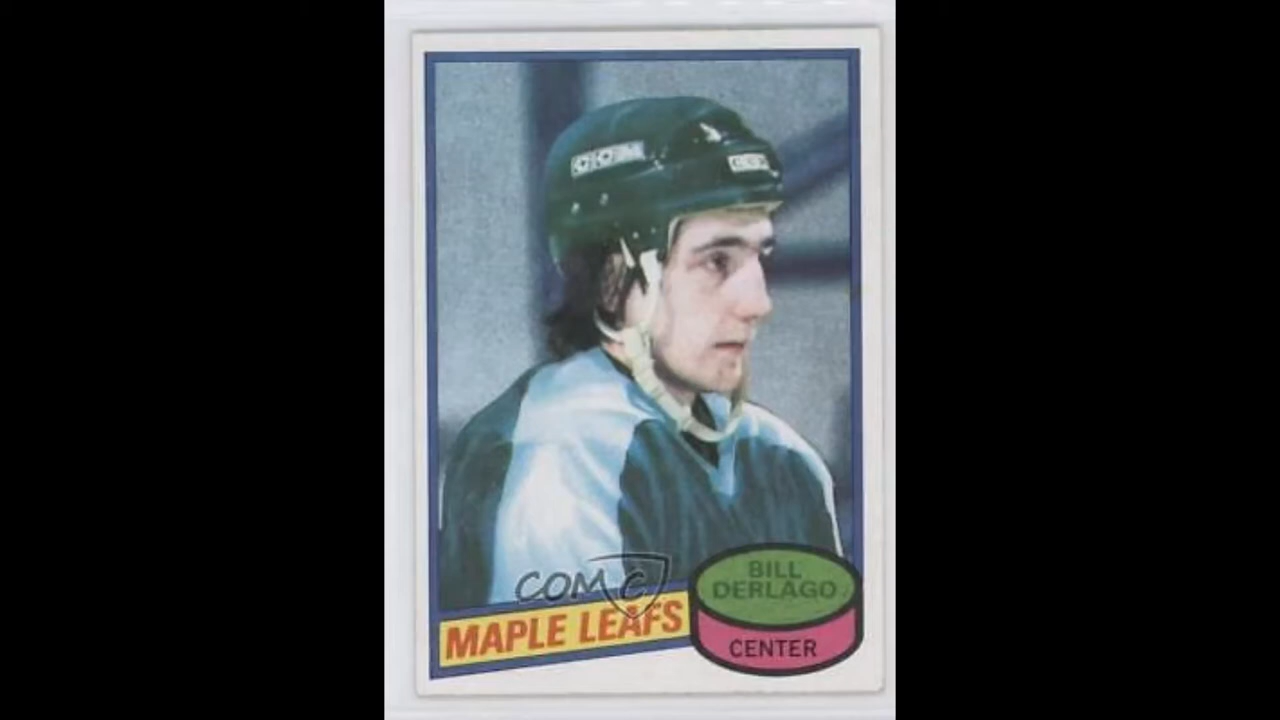 CCM
CCM
COMC
MAPLE LEAFS
BILL
DERLAGO
CENTER